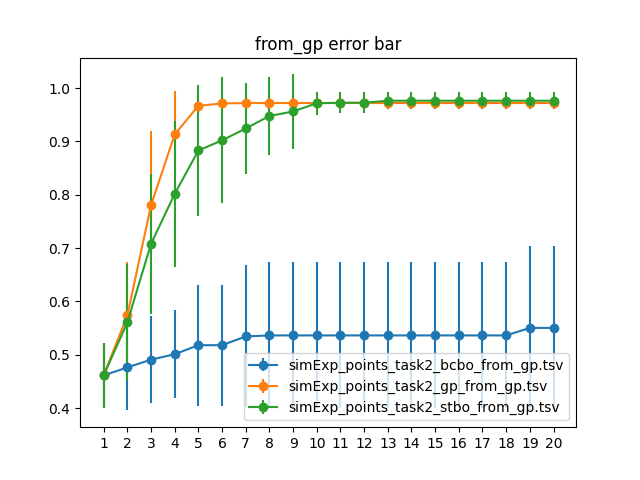 from_gp error bar
1.0
0.9
0.8
0.7
0.6
0.5
0.4
simExp_points_task2_bcbo_from_gp.tsv
simExp_points_task2_gp_from_gp.tsv
simExp_points_task2_stbo_from_gp.tsv
1 2 3 4 5 6 7 8 9 10 11 12 13 14 15 16 17 18 19 20